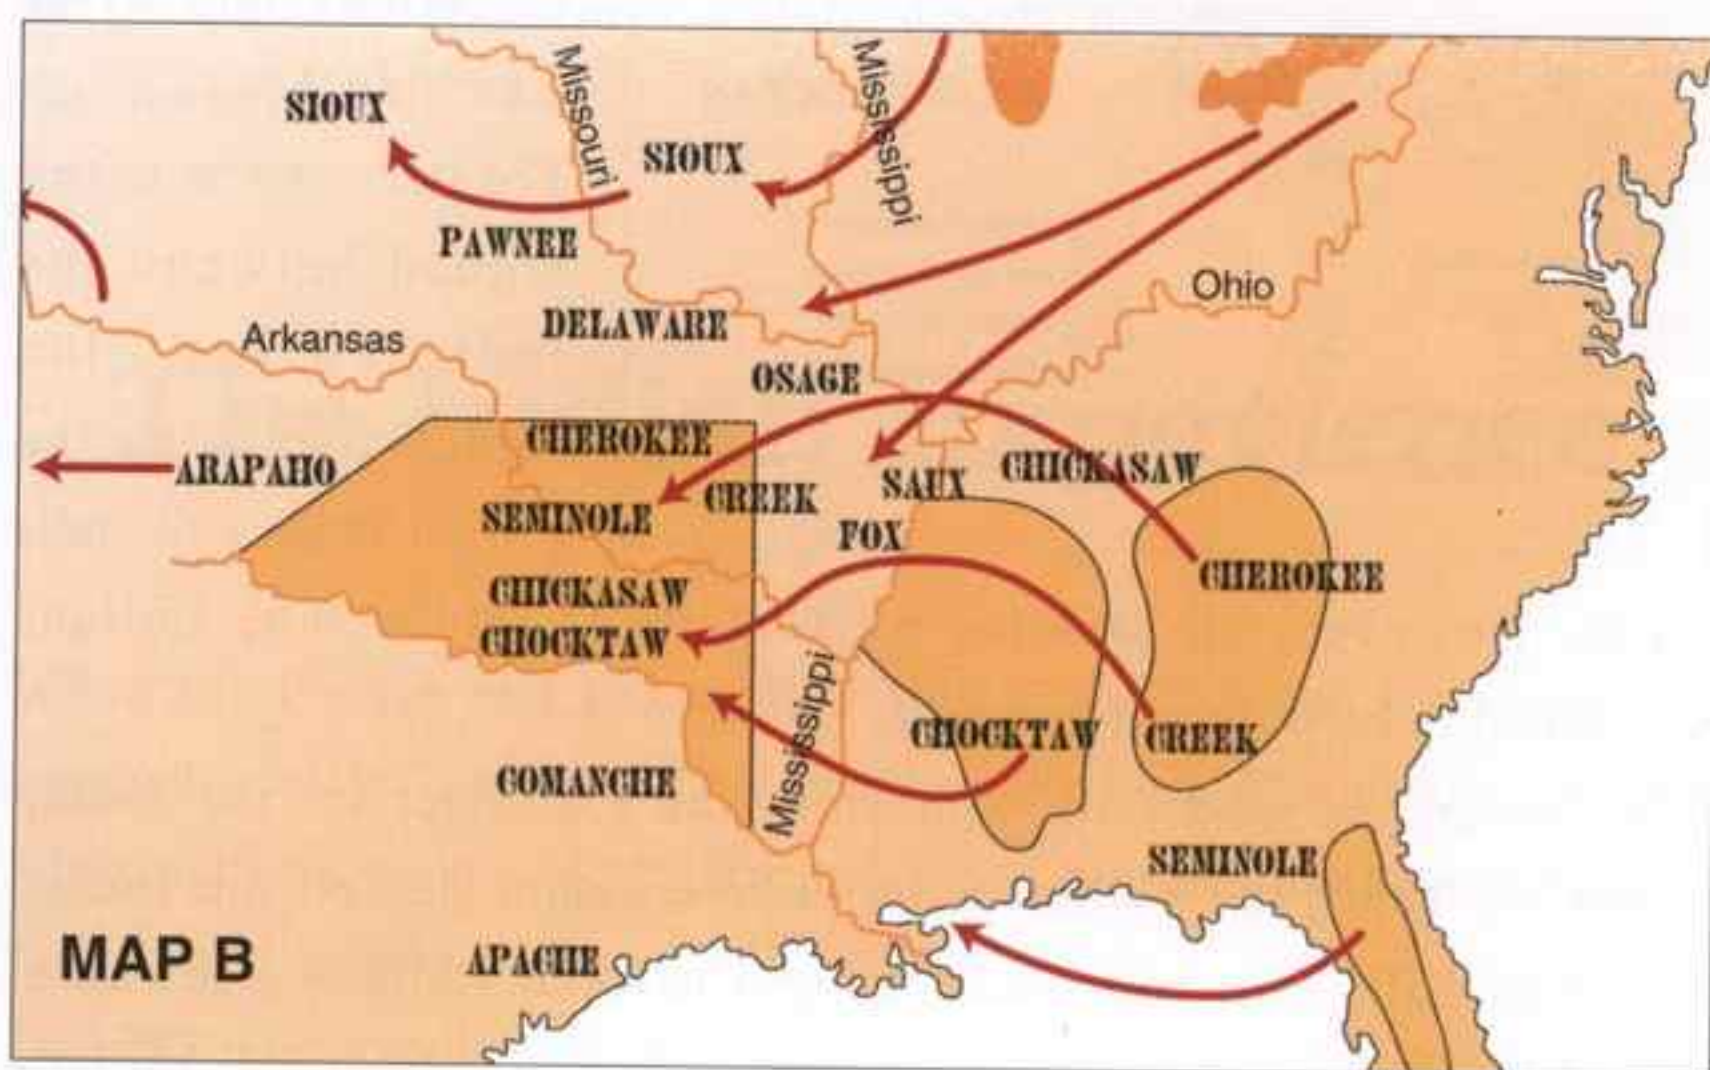 Missouri
Mississippi
SIOUX
SIOUX
PAWNEE
Ohio
DELAWARE
Arkansas
OSAGE
CHEROKEE
ARAPAHO
CHICKASAW
SAUX
CREEK
SEMINOLE
FOX
CHEROKEE
CHICKASAW
CHOCKTAW
Mississippi
CHOCKTAW
CREEK
COMANCHE
SEMINOLE
MAP B
APACHE